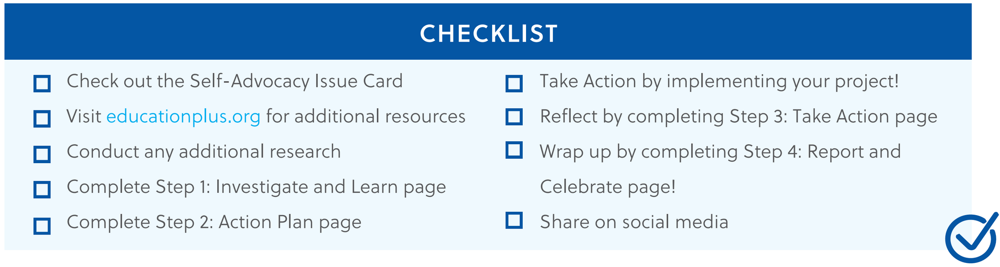 CHECKLIST
Check out the Self-Advocacy Issue Card
Visit educationplus.org for additional resources
Conduct any additional research
Complete Step 1: Investigate and Learn page
Complete Step 2: Action Plan page
Take Action by implementing your project!
Reflect by completing Step 3: Take Action page
Wrap up by completing Step 4: Report and
Celebrate page!
Share on social media